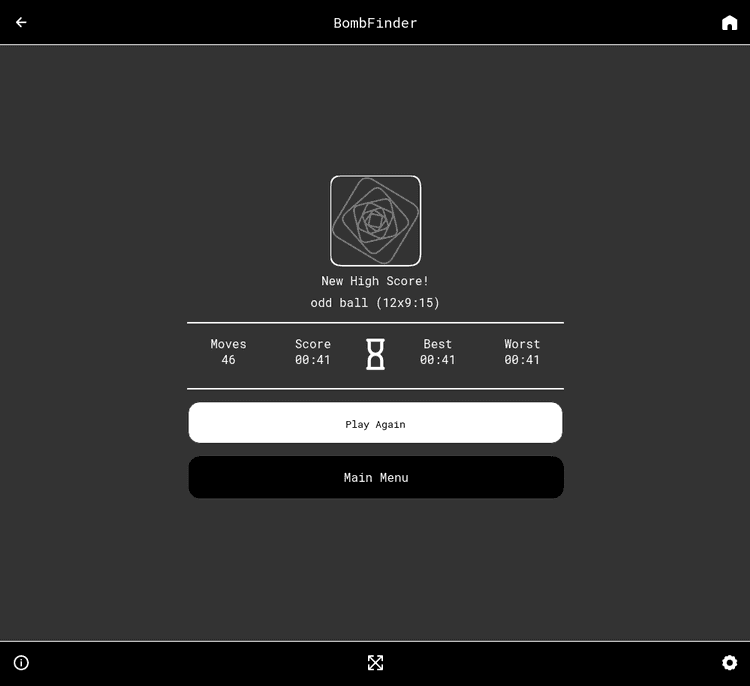 BombFinder
New High Score!
odd ball (12x9:15)
Moves Score Best Worst
46 00:41 00:41 00:41
Play Again
Main Menu